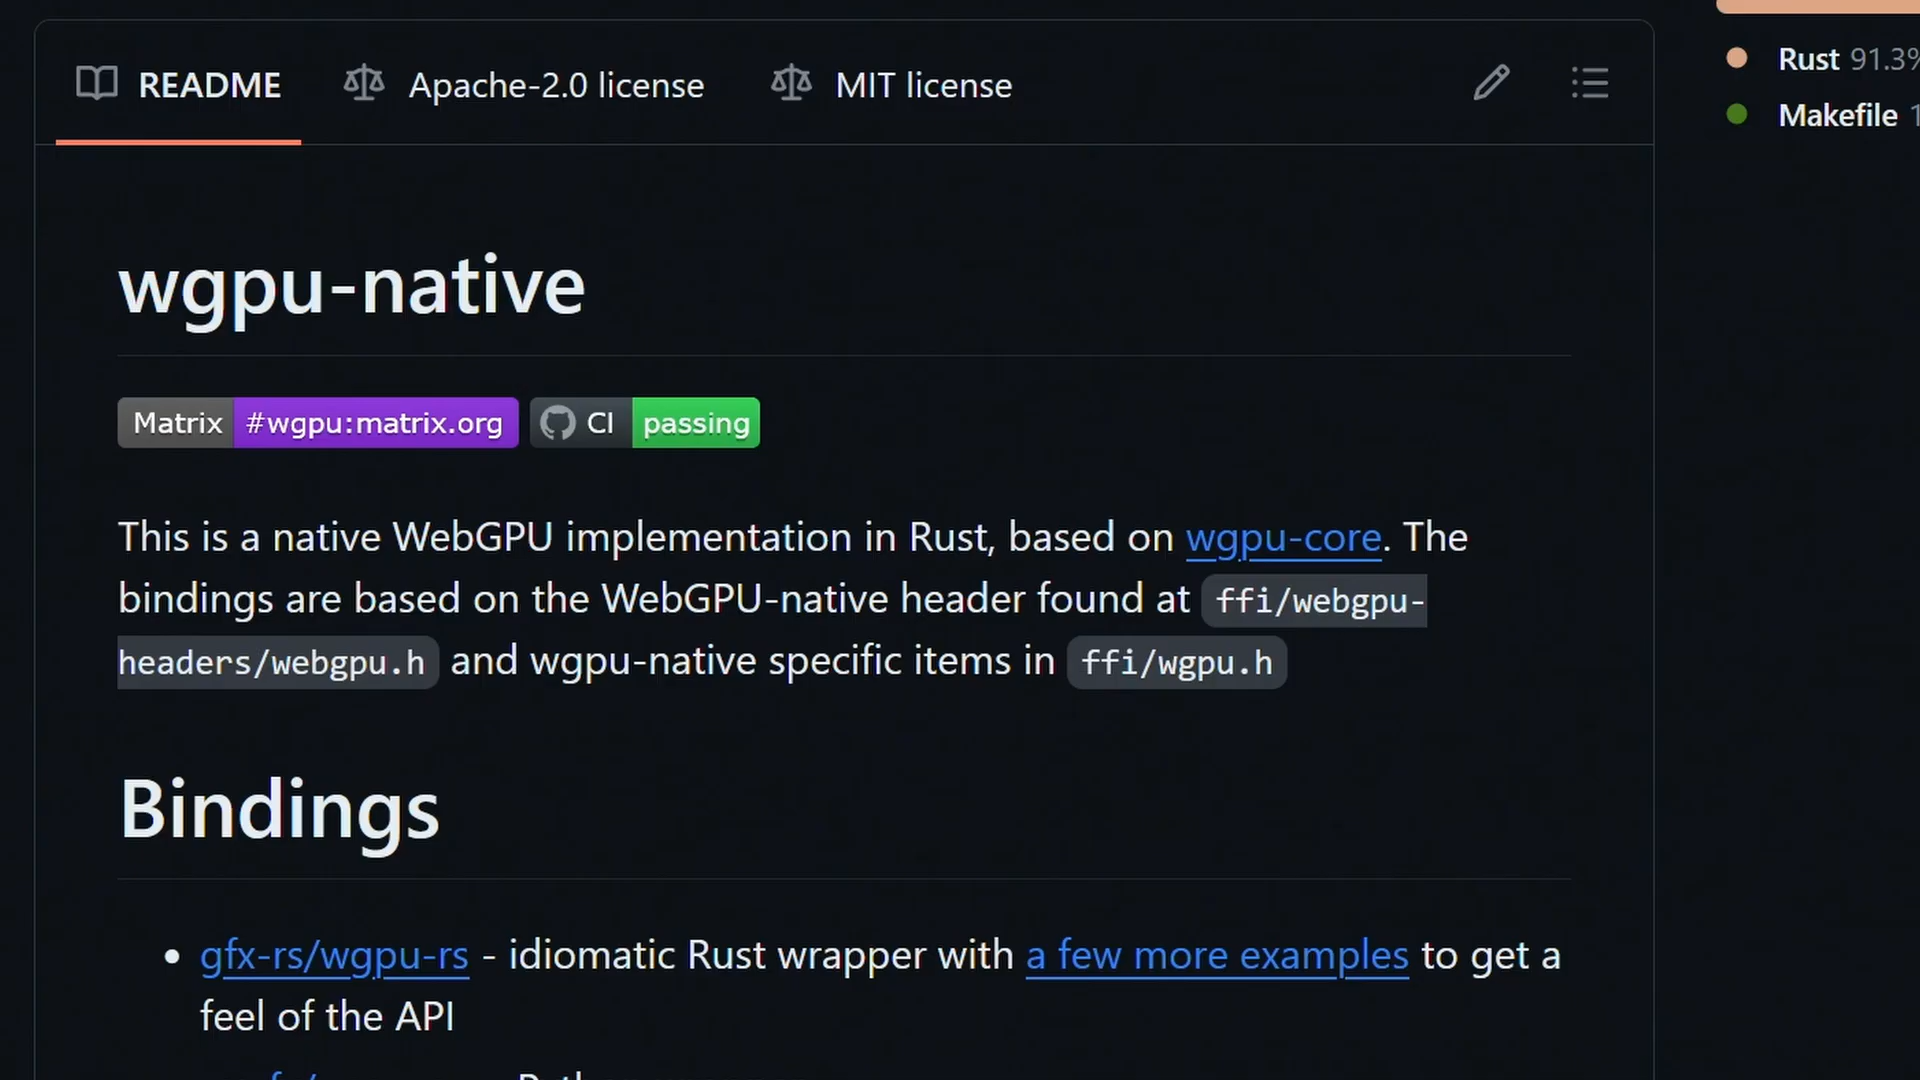 README
Apache-2.0 license
MIT license
Rust 91.3%
Makefile
wgpu-native
Matrix #wgpu:matrix.org
CI passing
This is a native WebGPU implementation in Rust, based on wgpu-core. The
bindings are based on the WebGPU-native header found at ffi/webgpu-
headers/webgpu.h and wgpu-native specific items in ffi/wgpu.h
Bindings
gfx-rs/wgpu-rs - idiomatic Rust wrapper with a few more examples to get a
feel of the API